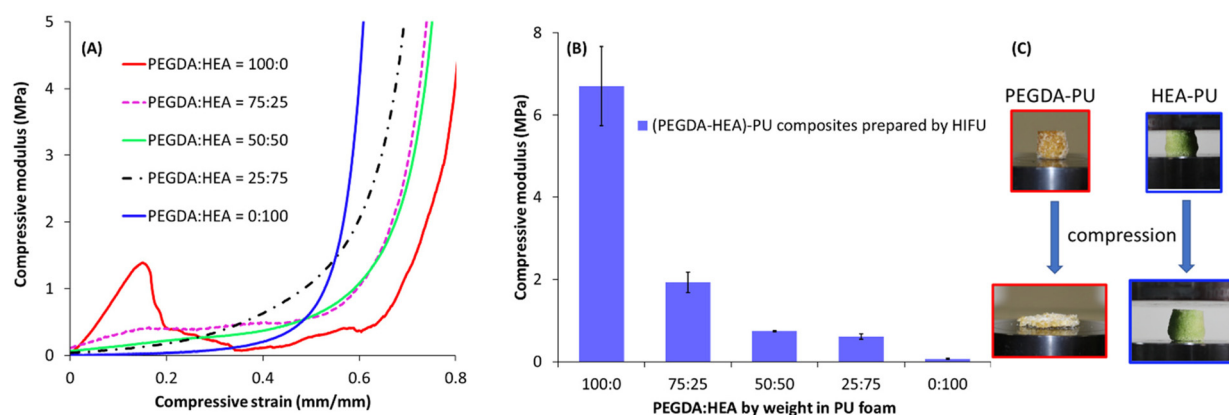 (A)
5
4
3
2
1
0
Compressive modulus (MPa)
PEGDA:HEA = 100:0
PEGDA:HEA = 75:25
PEGDA:HEA = 50:50
PEGDA:HEA = 25:75
PEGDA:HEA = 0:100
0 0.2 0.4 0.6 0.8
Compressive strain (mm/mm)
(B)
8
6
4
2
0
Compressive modulus (MPa)
(PEGDA-HEA)-PU composites prepared by HIFU
100:0 75:25 50:50 25:75 0:100
PEGDA:HEA by weight in PU foam
(C)
PEGDA-PU HEA-PU
compression